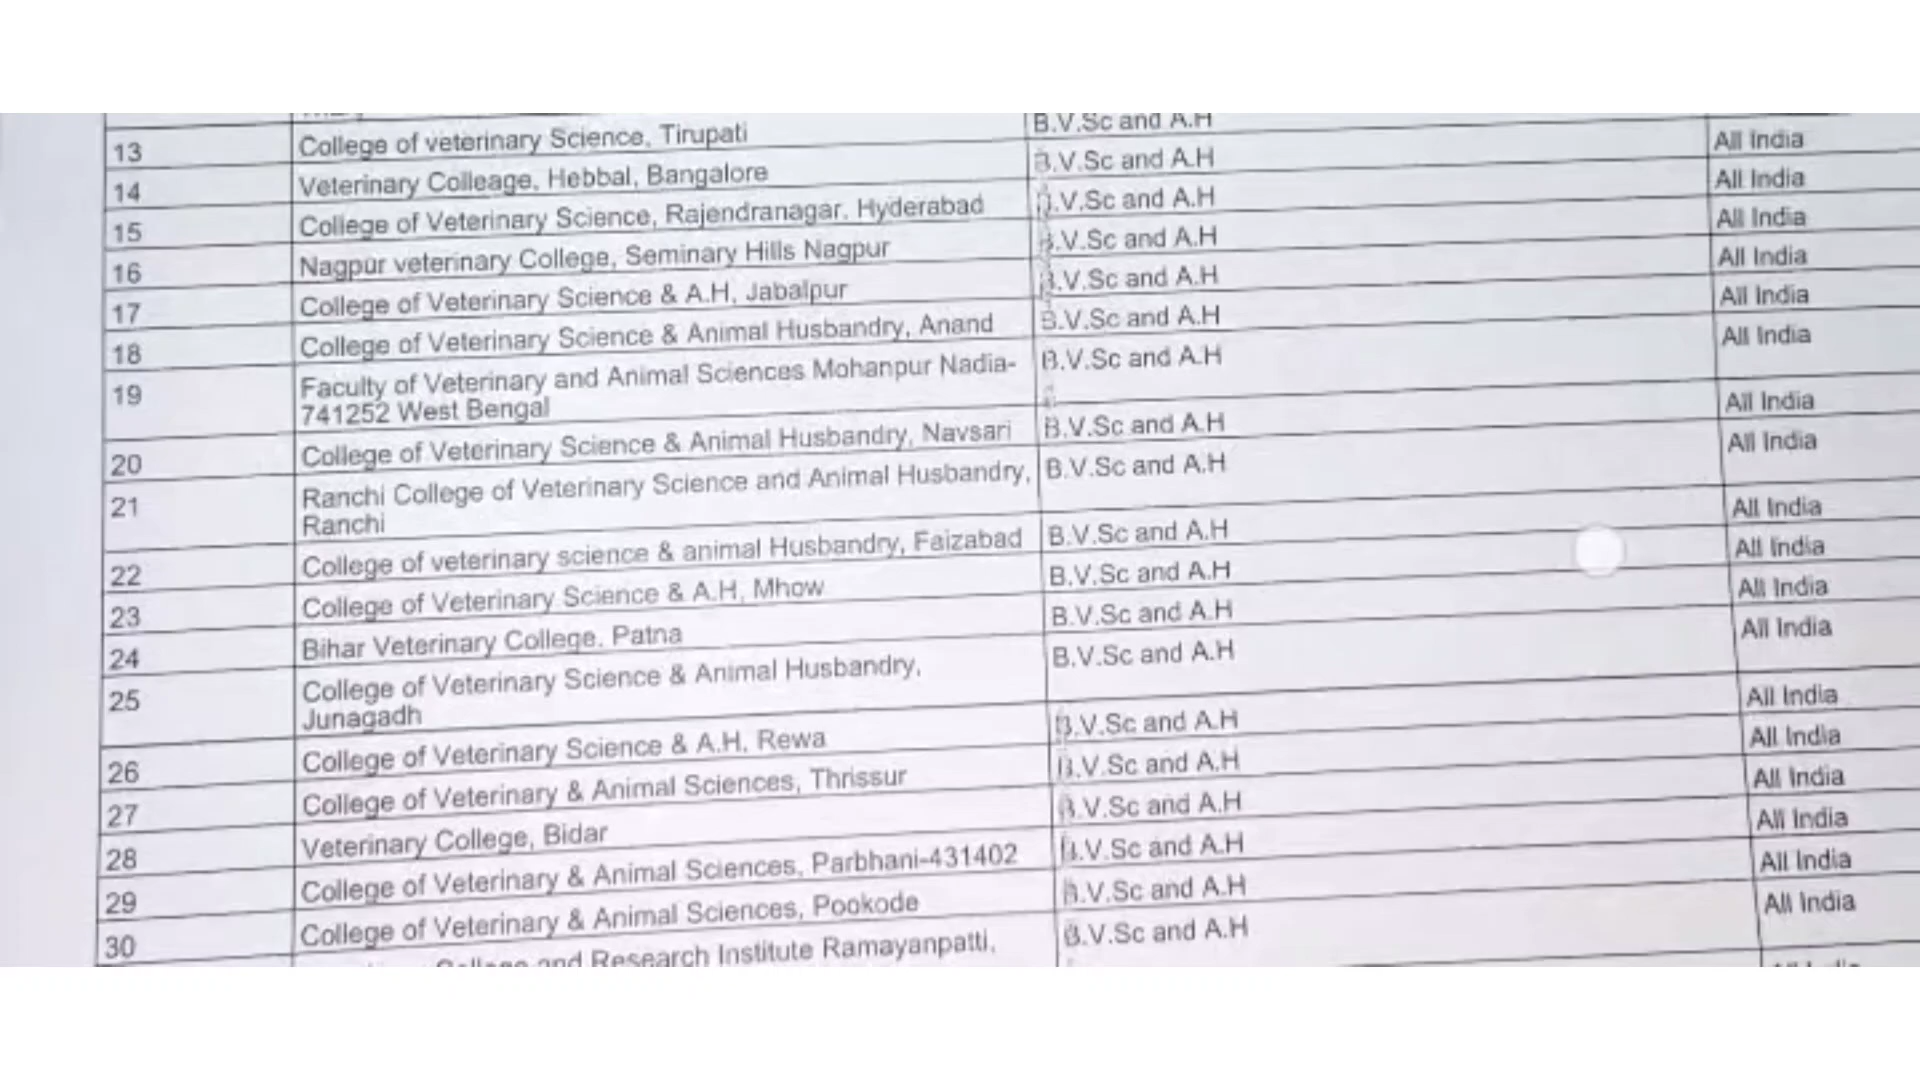 13 College of veterinary Science, Tirupati B.V.Sc and A.H
14 Veterinary Colleage, Hebbal, Bangalore B.V.Sc and A.H All India
15 College of Veterinary Science, Rajendranagar, Hyderabad B.V.Sc and A.H All India
16 Nagpur veterinary College, Seminary Hills Nagpur B.V.Sc and A.H All India
17 College of Veterinary Science & A.H, Jabalpur B.V.Sc and A.H All India
18 College of Veterinary Science & Animal Husbandry, Anand B.V.Sc and A.H All India
19 Faculty of Veterinary and Animal Sciences Mohanpur Nadia- B.V.Sc and A.H All India
741252 West Bengal
20 College of Veterinary Science & Animal Husbandry, Navsari B.V.Sc and A.H All India
21 Ranchi College of Veterinary Science and Animal Husbandry, B.V.Sc and A.H All India
Ranchi
22 College of veterinary science & animal Husbandry, Faizabad B.V.Sc and A.H All India
23 College of Veterinary Science & A.H, Mhow B.V.Sc and A.H All India
24 Bihar Veterinary College, Patna B.V.Sc and A.H All India
25 College of Veterinary Science & Animal Husbandry, B.V.Sc and A.H All India
Junagadh
26 College of Veterinary Science & A.H, Rewa B.V.Sc and A.H All India
27 College of Veterinary & Animal Sciences, Thrissur B.V.Sc and A.H All India
28 Veterinary College, Bidar B.V.Sc and A.H All India
29 College of Veterinary & Animal Sciences, Parbhani-431402 B.V.Sc and A.H All India
30 College of Veterinary & Animal Sciences, Pookode B.V.Sc and A.H All India
College and Research Institute Ramayanpatti, B.V.Sc and A.H All India